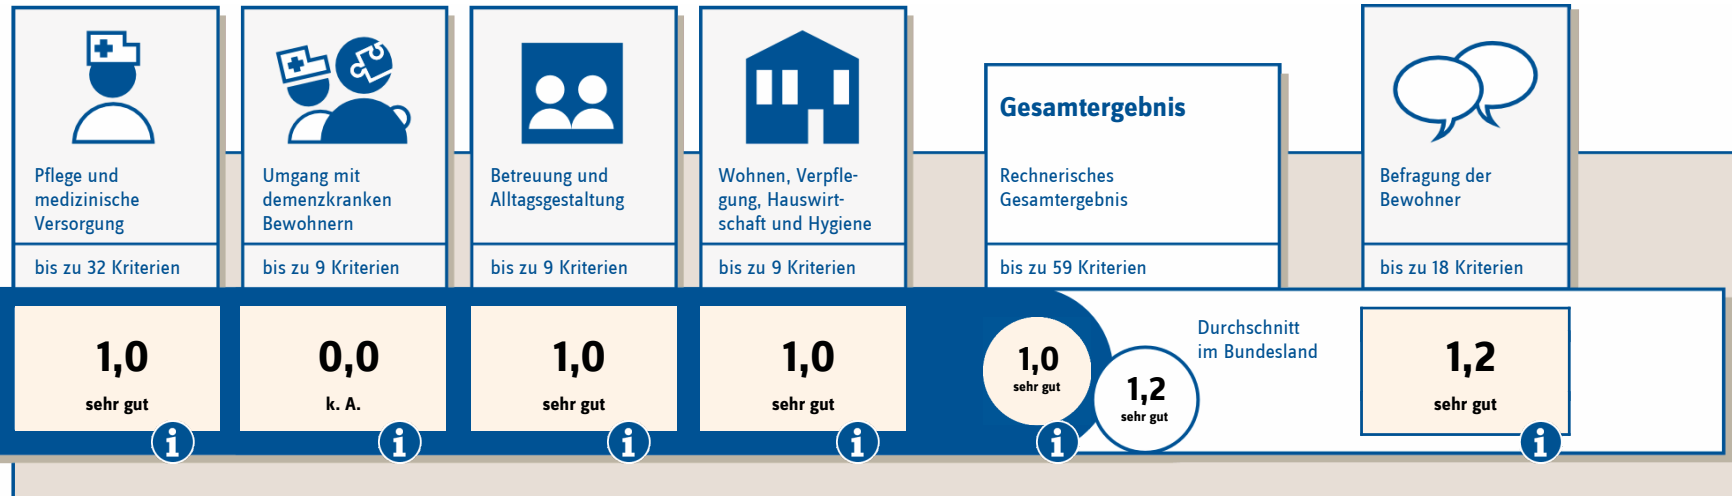 Pflege und
medizinische
Versorgung
bis zu 32 Kriterien
1,0
sehr gut
i
Umgang mit
demenzkranken
Bewohnern
bis zu 9 Kriterien
0,0
k. A.
i
Betreuung und
Alltagsgestaltung
bis zu 9 Kriterien
1,0
sehr gut
i
Wohnen, Verpfle-
gung, Hauswirt-
schaft und Hygiene
bis zu 9 Kriterien
1,0
sehr gut
i
Gesamtergebnis
Rechnerisches
Gesamtergebnis
bis zu 59 Kriterien
1,0
sehr gut
i
1,2
sehr gut
Durchschnitt
im Bundesland
Befragung der
Bewohner
bis zu 18 Kriterien
1,2
sehr gut
i